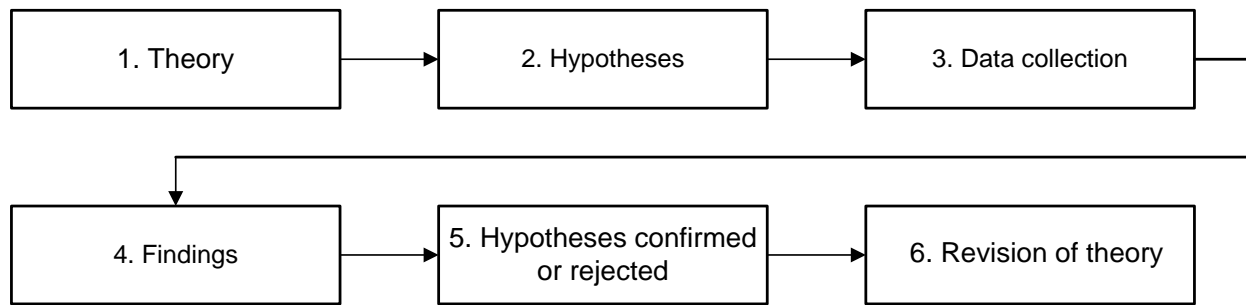 1. Theory
2. Hypotheses
3. Data collection
4. Findings
5. Hypotheses confirmed
or rejected
6. Revision of theory